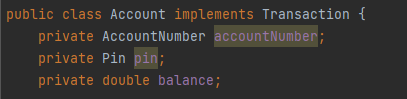 public class Account implements Transaction {
    private AccountNumber accountNumber;
    private Pin pin;
    private double balance;